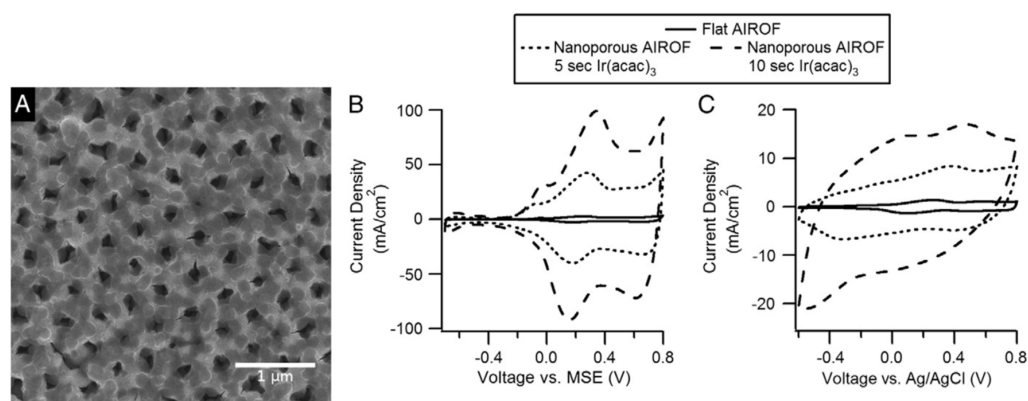 Flat AIROF
Nanoporous AIROF Nanoporous AIROF
5 sec Ir(acac)3 10 sec Ir(acac)3
A
1 µm
B
100
50
0
-50
-100
Current Density
(mA/cm²)
-0.4 0.0 0.4 0.8
Voltage vs. MSE (V)
C
20
10
0
-10
-20
Current Density
(mA/cm²)
-0.4 0.0 0.4 0.8
Voltage vs. Ag/AgCl (V)